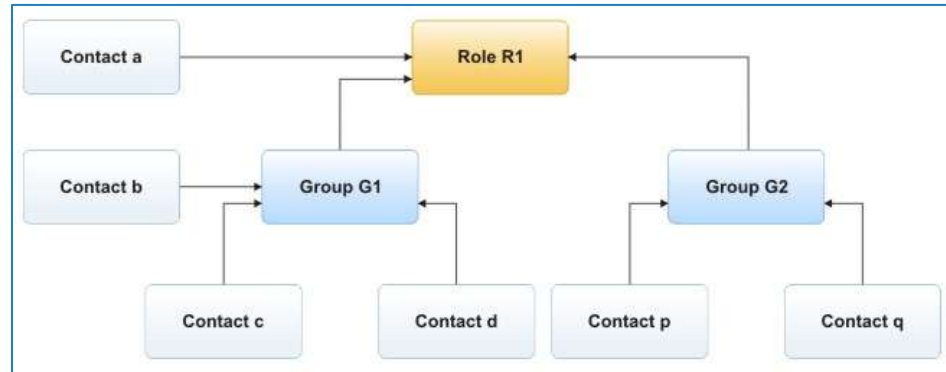 Contact a
Role R1
Contact b
Group G1
Group G2
Contact c
Contact d
Contact p
Contact q